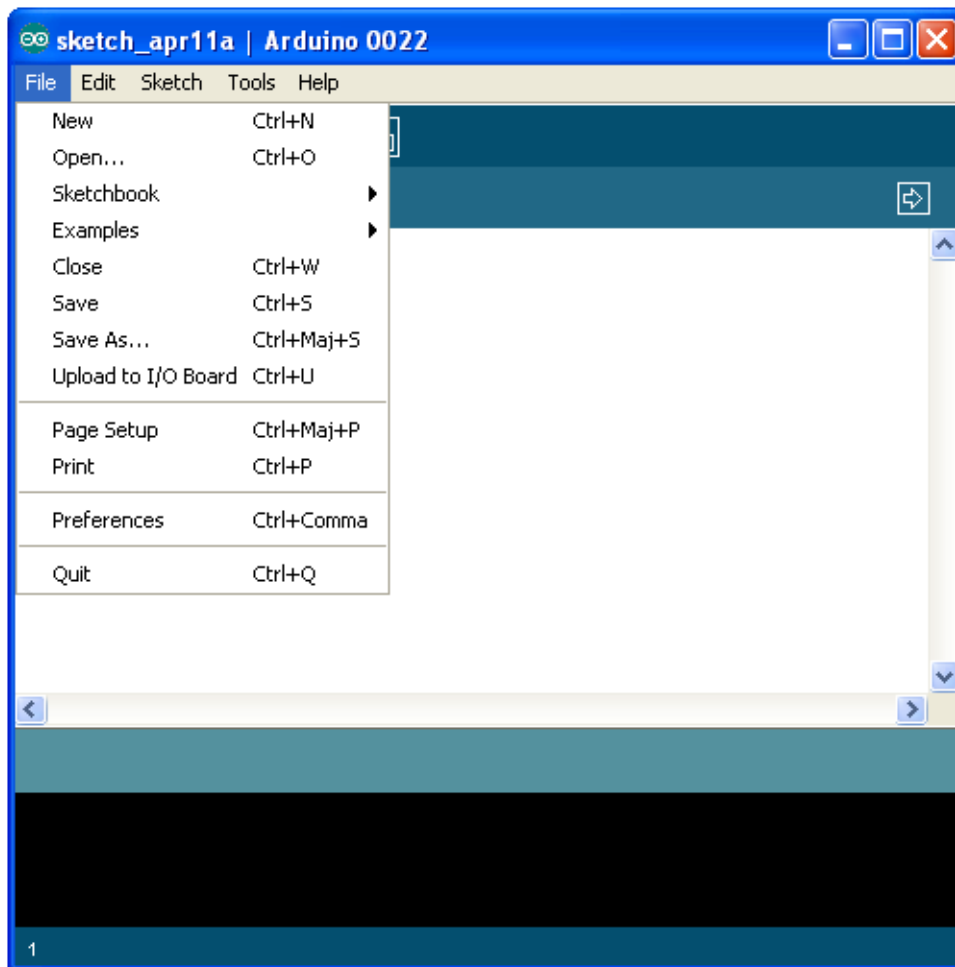 sketch_apr11a | Arduino 0022
File Edit Sketch Tools Help
New Ctrl+N
Open... Ctrl+O
Sketchbook
Examples
Close Ctrl+W
Save Ctrl+S
Save As... Ctrl+Maj+S
Upload to I/O Board Ctrl+U
Page Setup Ctrl+Maj+P
Print Ctrl+P
Preferences Ctrl+Comma
Quit Ctrl+Q
1